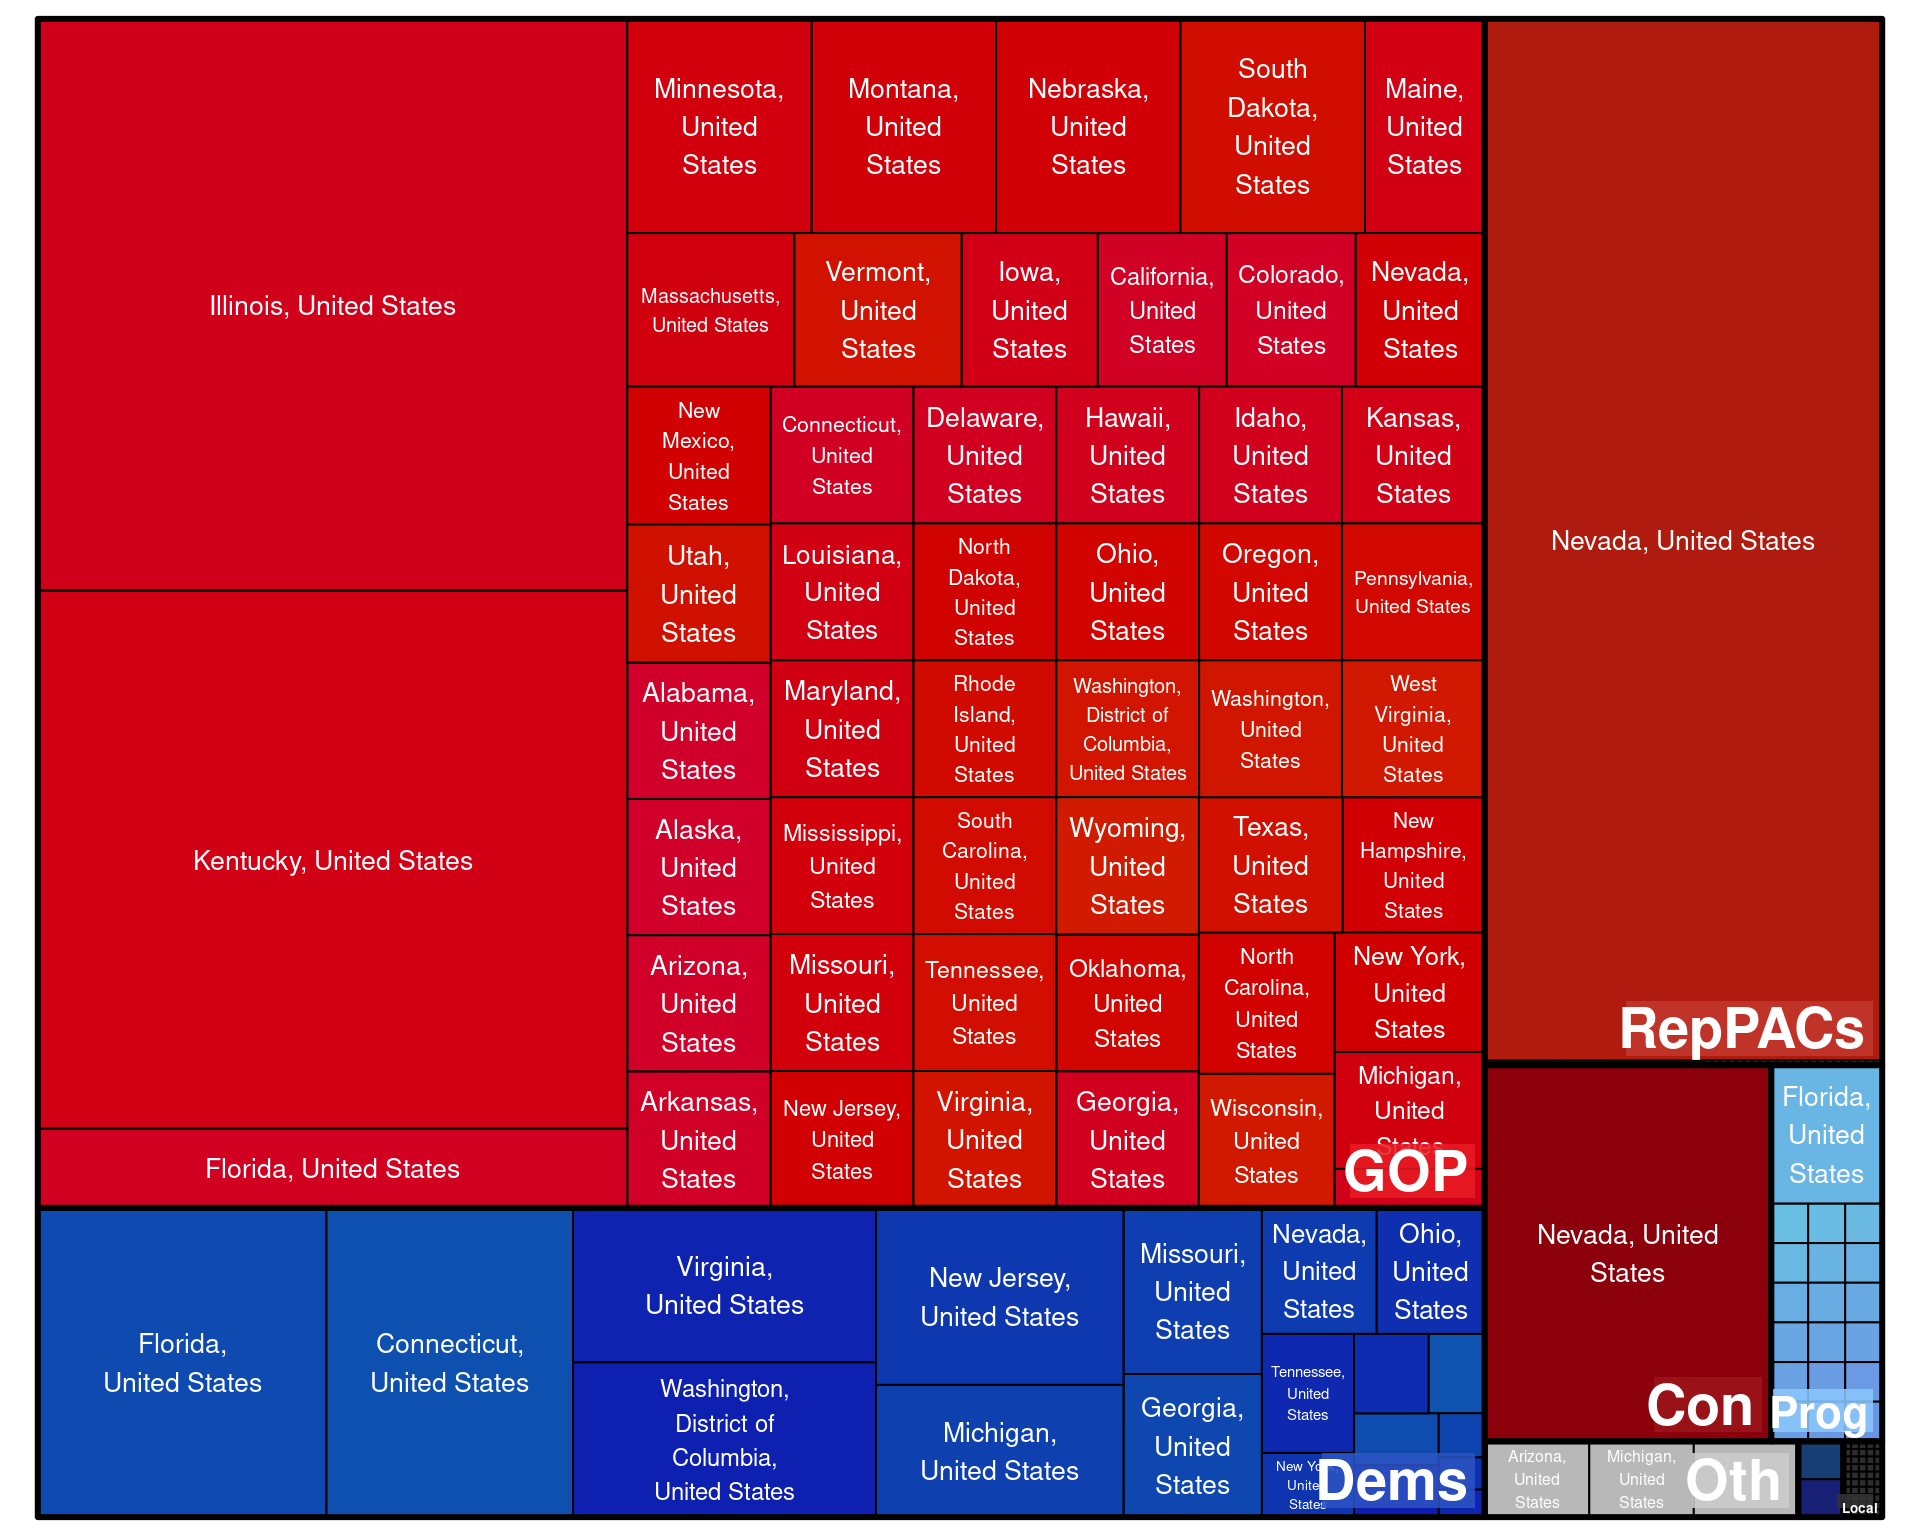 Illinois, United States
Kentucky, United States
Florida, United States
Minnesota,
United
States
Montana,
United
States
Nebraska,
United
States
South
Dakota,
United
States
Maine,
United
States
Massachusetts,
United States
Vermont,
United
States
Iowa,
United
States
California,
United
States
Colorado,
United
States
Nevada,
United
States
New
Mexico,
United
States
Connecticut,
United
States
Delaware,
United
States
Hawaii,
United
States
Idaho,
United
States
Kansas,
United
States
Utah,
United
States
Louisiana,
United
States
North
Dakota,
United
States
Ohio,
United
States
Oregon,
United
States
Pennsylvania,
United States
Alabama,
United
States
Maryland,
United
States
Rhode
Island,
United
States
Washington,
District of
Columbia,
United States
Washington,
United
States
West
Virginia,
United
States
Alaska,
United
States
Mississippi,
United
States
South
Carolina,
United
States
Wyoming,
United
States
Texas,
United
States
New
Hampshire,
United
States
Arizona,
United
States
Missouri,
United
States
Tennessee,
United
States
Oklahoma,
United
States
North
Carolina,
United
States
New York,
United
States
Arkansas,
United
States
New Jersey,
United
States
Virginia,
United
States
Georgia,
United
States
Wisconsin,
United
States
Michigan,
United
States
GOP
Nevada, United States
RepPACs
Florida,
United States
Connecticut,
United States
Virginia,
United States
Washington,
District of
Columbia,
United States
New Jersey,
United States
Michigan,
United States
Missouri,
United
States
Georgia,
United
States
Nevada,
United
States
Ohio,
United
States
Tennessee,
United
States
New York,
United
States
Dems
Nevada, United
States
Con
Florida,
United
States
Prog
Arizona,
United
States
Michigan,
United
States
Oth
Local